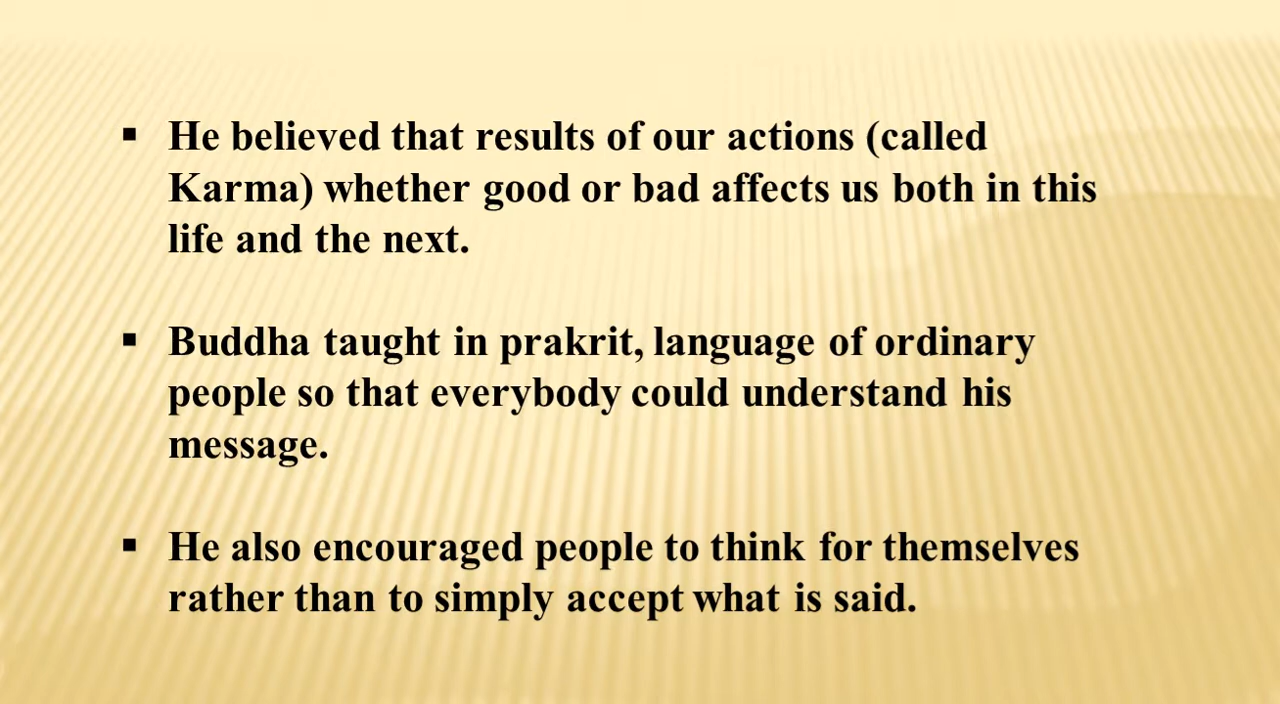 ▪ He believed that results of our actions (called
Karma) whether good or bad affects us both in this
life and the next.
▪ Buddha taught in prakrit, language of ordinary
people so that everybody could understand his
message.
▪ He also encouraged people to think for themselves
rather than to simply accept what is said.